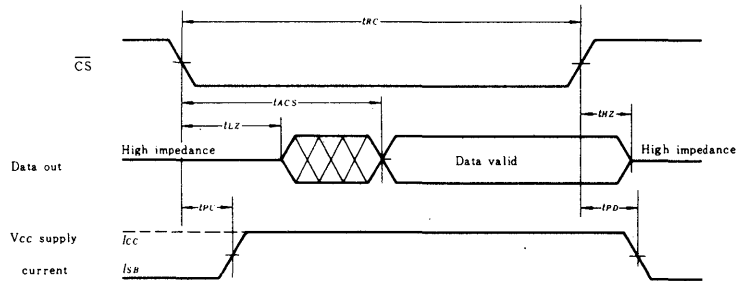 tRC
CS
tACS
tLZ
tHZ
High impedance
High impedance
Data out
Data valid
tPU
tPD
Vcc supply
ICC
current
ISB